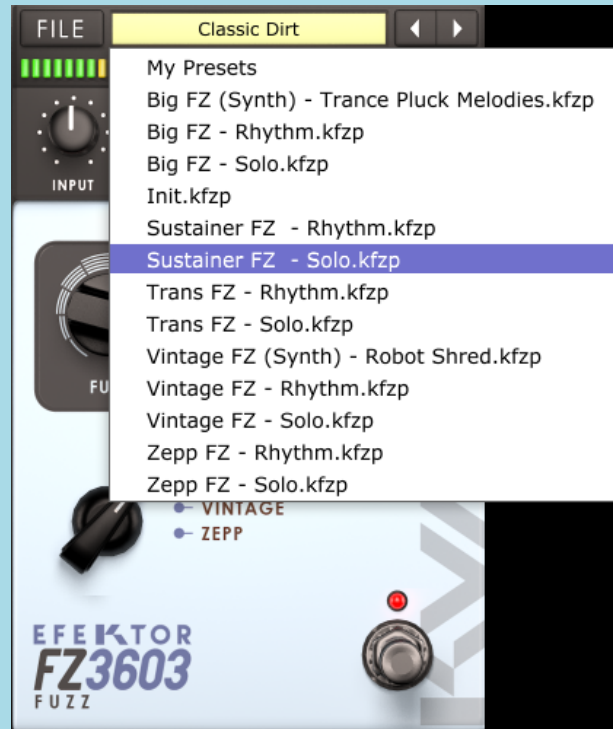 FILE
Classic Dirt
My Presets
Big FZ (Synth) - Trance Pluck Melodies.kfzp
Big FZ - Rhythm.kfzp
Big FZ - Solo.kfzp
INPUT
Init.kfzp
Sustainer FZ  - Rhythm.kfzp
Sustainer FZ  - Solo.kfzp
Trans FZ - Rhythm.kfzp
Trans FZ - Solo.kfzp
Vintage FZ (Synth) - Robot Shred.kfzp
Vintage FZ - Rhythm.kfzp
FU
Vintage FZ - Solo.kfzp
Zepp FZ - Rhythm.kfzp
Zepp FZ - Solo.kfzp
VINTAGE
ZEPP
EFEKTOR
FZ3603
FUZZ